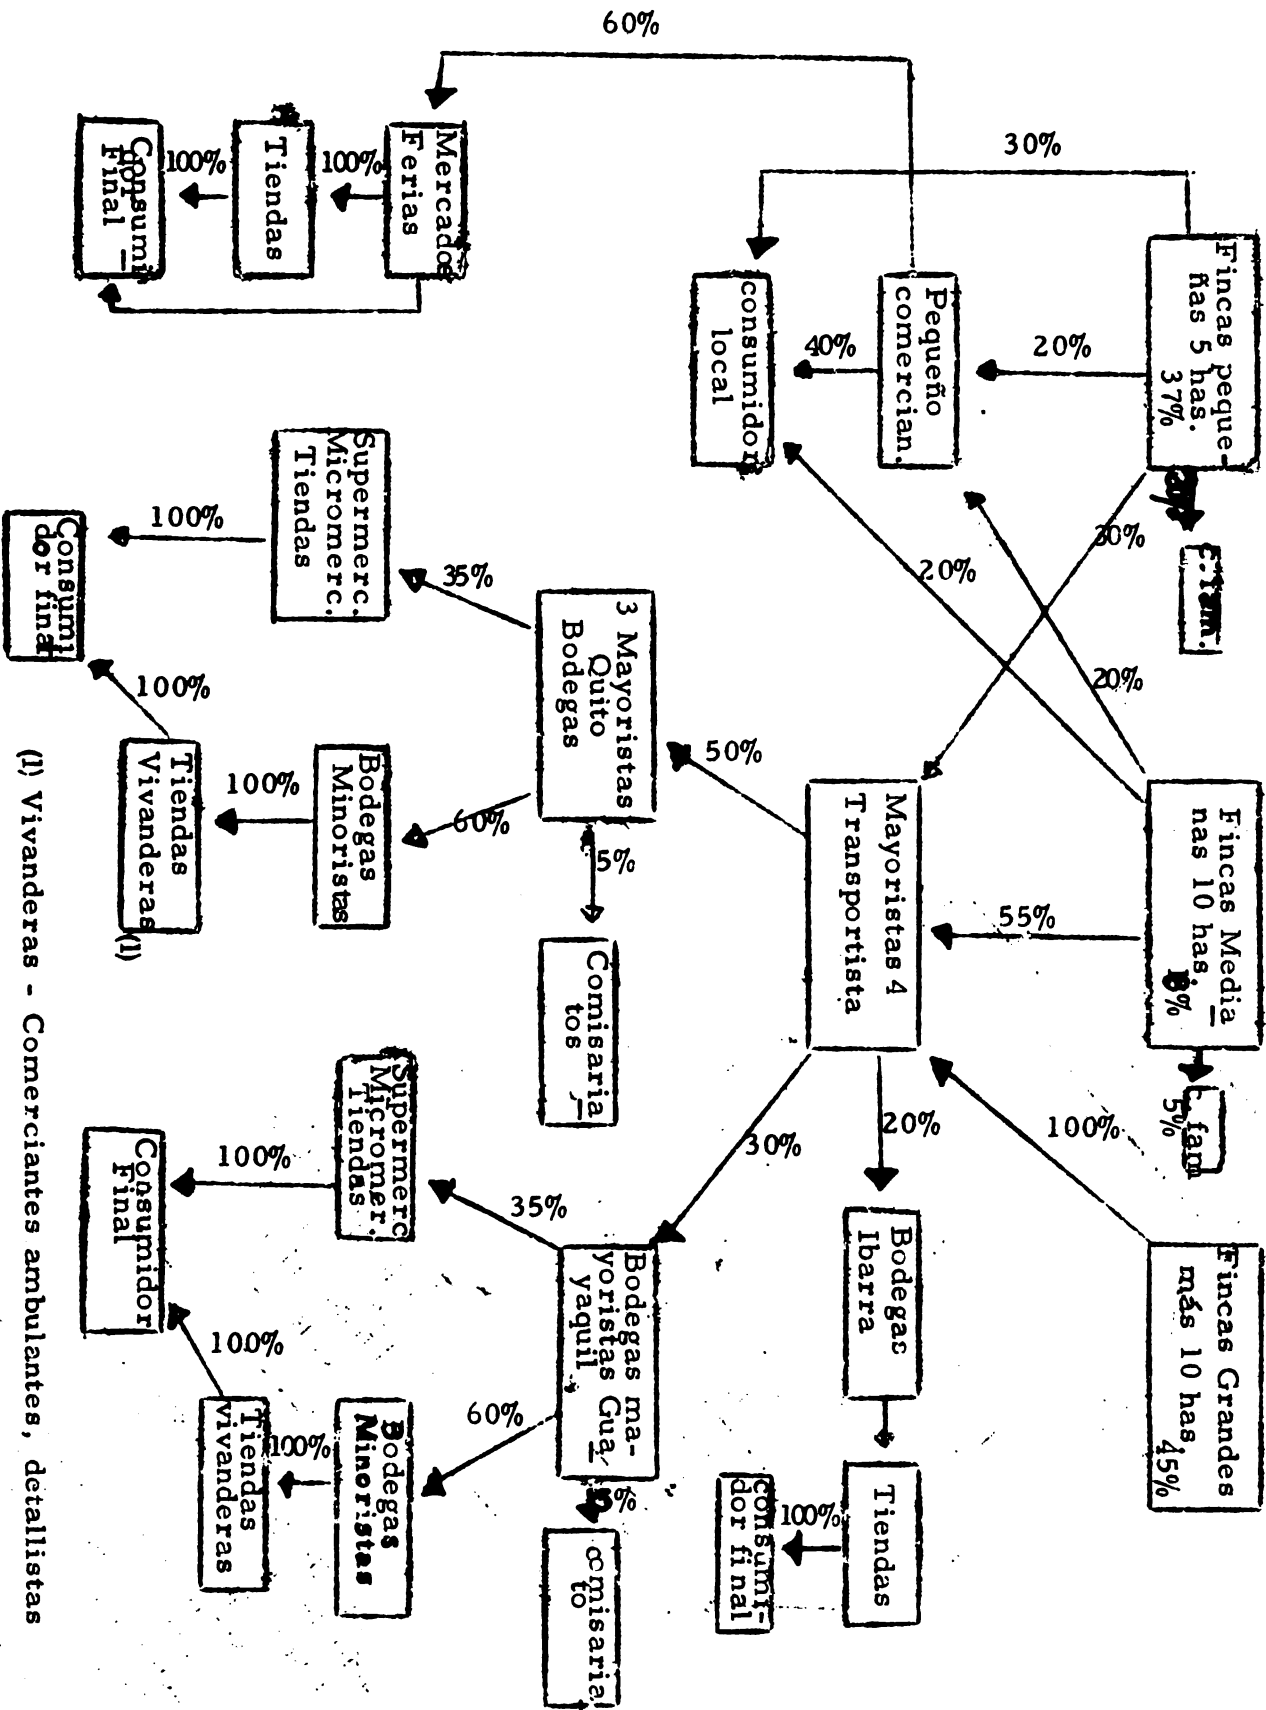 Fincas peque-
ñas 5 has.
37%
C.fam.
Fincas Media
nas 10 has.
%
C. fam
5%
Fincas Grandes
más 10 has.
45%
30%
20%
30%
20%
20%
55%
100%
60%
Pequeño
comercian.
40%
consumidor
local
Mayoristas 4
Transportista
50%
30%
20%
Bodegas
Ibarra
Tiendas
100%
consumi-
dor final
Mercados
Ferias
100%
Tiendas
100%
Consumi
dor
Final
3 Mayoristas
Quito
Bodegas
35%
60%
5%
Comisaria
tos
Supermerc.
Micromerc.
Tiendas
100%
Bodegas
Minoristas
100%
Tiendas
Vivanderas
(1)
100%
Consumi
dor final
Bodegas ma-
yoristas Gua
yaquil
35%
60%
5%
comisaria
to
Supermerc
Micromer.
Tiendas
100%
Bodegas
Minoristas
100%
Tiendas
vivanderas
100%
Consumidor
Final
(1) Vivanderas - Comerciantes ambulantes, detallistas